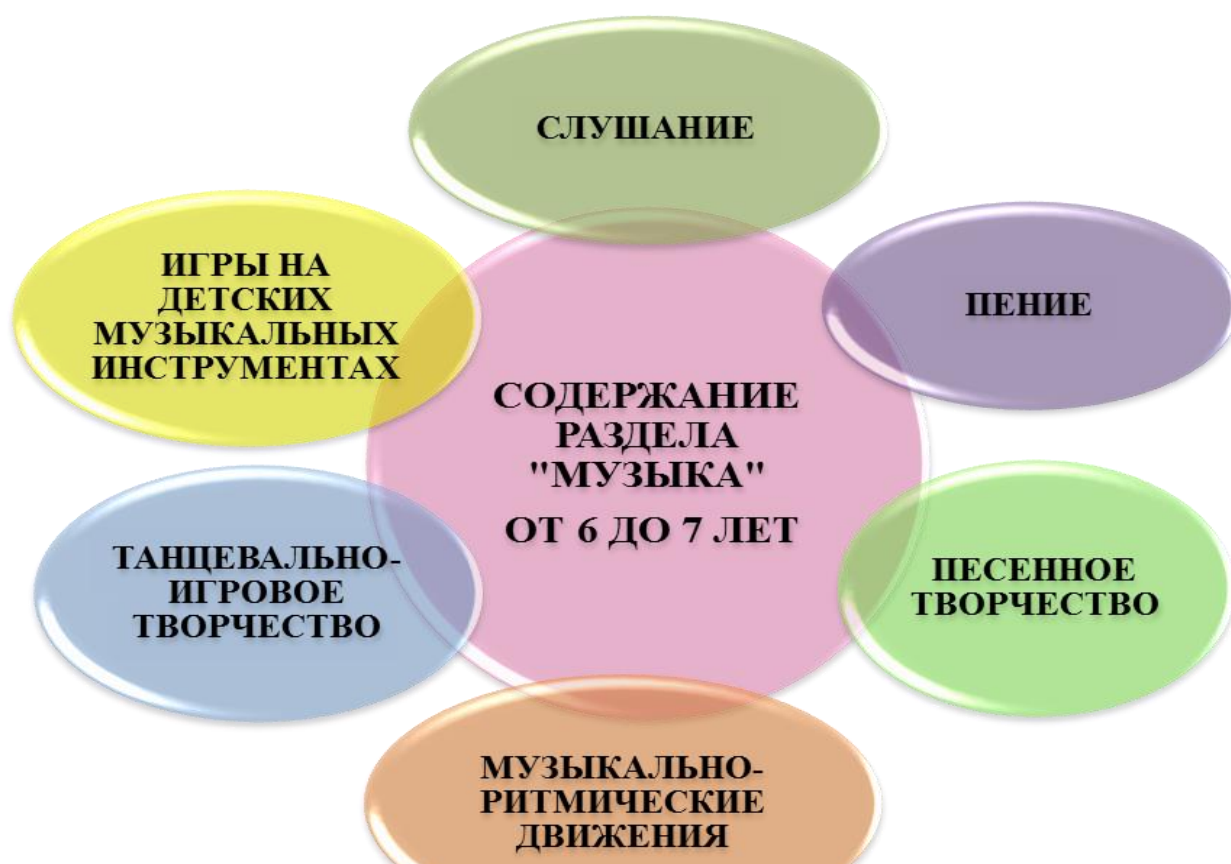 СЛУШАНИЕ
ИГРЫ НА
ДЕТСКИХ
МУЗЫКАЛЬНЫХ
ИНСТРУМЕНТАХ
ПЕНИЕ
СОДЕРЖАНИЕ
РАЗДЕЛА
"МУЗЫКА"
ОТ 6 ДО 7 ЛЕТ
ТАНЦЕВАЛЬНО-
ИГРОВОЕ
ТВОРЧЕСТВО
ПЕСЕННОЕ
ТВОРЧЕСТВО
МУЗЫКАЛЬНО-
РИТМИЧЕСКИЕ
ДВИЖЕНИЯ